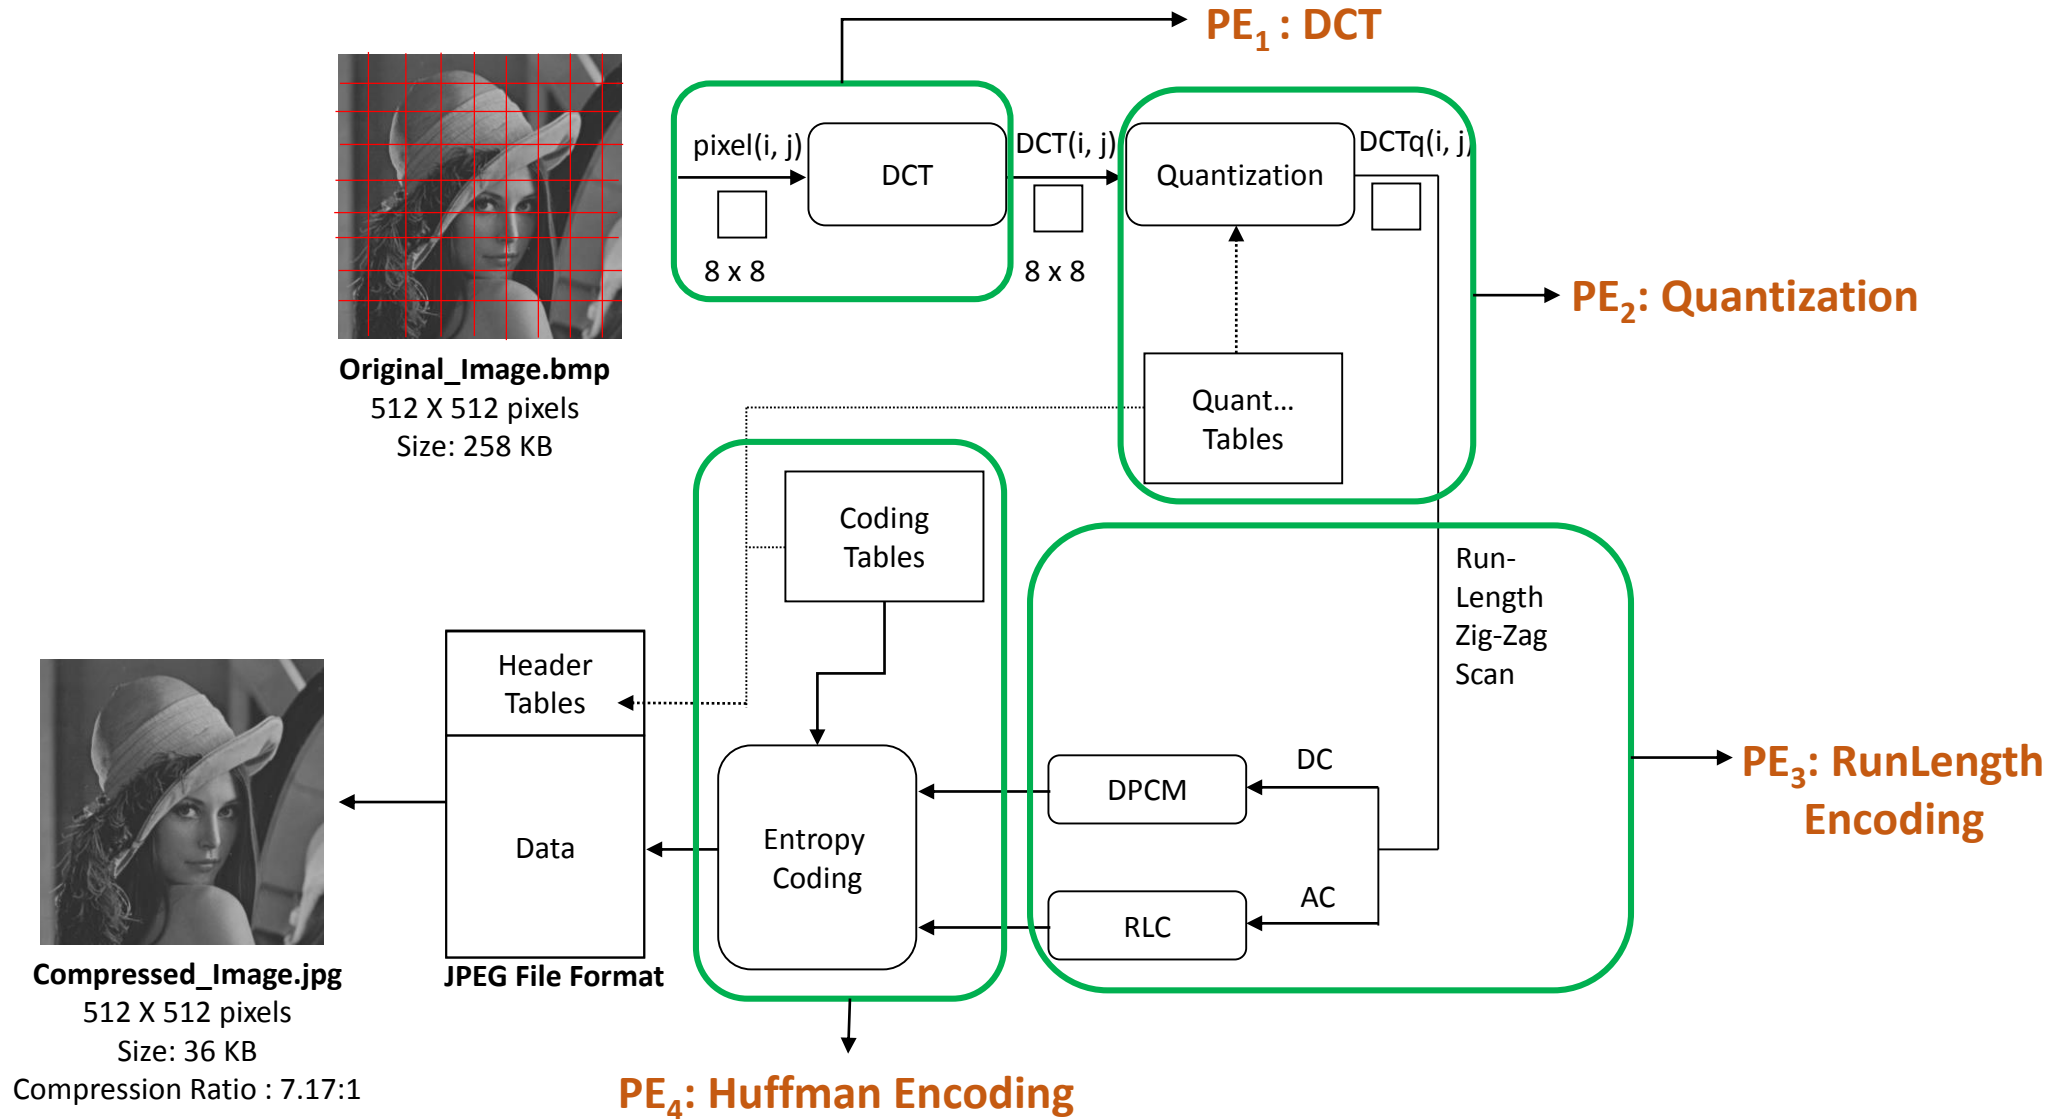 PE1 : DCT
pixel(i, j)
DCT
8 x 8
DCT(i, j)
8 x 8
Quantization
DCTq(i, j)
PE2: Quantization
Quant...
Tables
Original_Image.bmp
512 X 512 pixels
Size: 258 KB
Coding
Tables
Run-
Length
Zig-Zag
Scan
Header
Tables
Data
JPEG File Format
Entropy
Coding
DPCM
DC
RLC
AC
PE3: RunLength
Encoding
Compressed_Image.jpg
512 X 512 pixels
Size: 36 KB
Compression Ratio : 7.17:1
PE4: Huffman Encoding